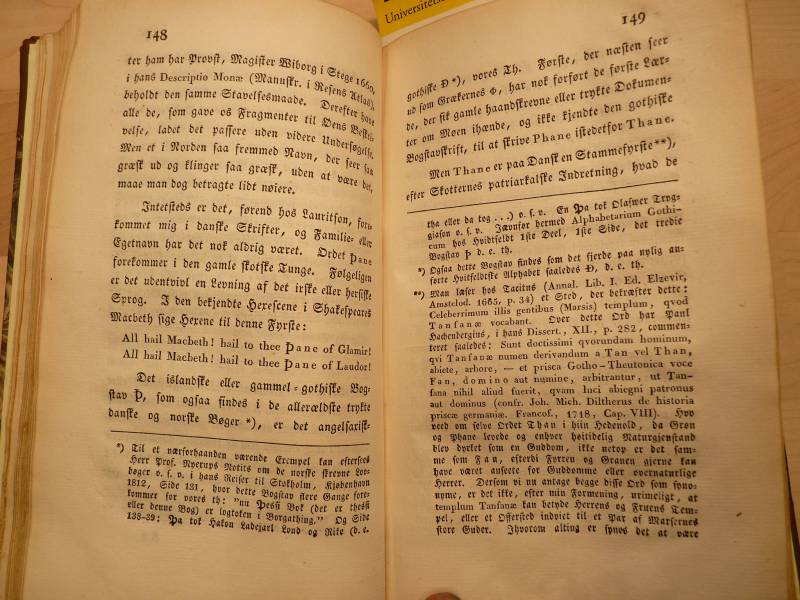 148
ter ham har Provst, Magister Wiborg i Stege 1660,
i hans Descriptio Monæ (Manuskr. i Resens Atlas),
beholdt den samme Stavelsesmaade. Derefter have
alle de, som gave os Fragmenter til Øens Beskri-
velse, ladet det passere uden videre Undersøgelse.
Men et i Norden saa fremmed Navn, der seer saa
græsk ud og klinger saa græsk, uden at være det,
maae man dog betragte lidt nøiere.
Intetsteds er det, førend hos Lauritson, fore-
kommet mig i danske Skrifter, og Familie- eller
Egetnavn har det nok aldrig været. Ordet Þane
forekommer i den gamle skotske Tunge. Følgeligen
er det udentvivl en Levning af det irske eller hersiske
Sprog. I den bekjendte Hexescene i Shakespears
Macbeth sige Hexene til denne Fyrste:
All hail Macbeth! hail to thee Þane of Glamir!
All hail Macbeth! hail to thee Þane of Laudor!
Det islandske eller gammel-gothiske Bog-
stav Þ, som ogsaa findes i de allerældste trykte
danske og norske Bøger *), er det angelsariske
*) Til et nærforhaanden værende Exempel kan eftersees
Herr Prof. Nyerups Notits om de norske skrevne Lov-
bøger o. s. v. i hans Reiser til Stokholm, Kjøbenhavn
1812, Side 131, hvor dette Bogstav flere Gange fore-
kommer for vores th: "nu Þessi Bok (det er thessi
eller denne Bog) er logtoken i Borgathing." Og Side
138-39: Þa tok Hakon Ladejarl Lond og Rike (d. e.
Universitets
149
gothiske Ð *), vores Th. Første, der næsten seer
ud som Grækernes Φ, har nok forført de første Lær-
de, der fik gamle haandskrevne eller trykte Dokumen-
ter om Møen ihænde, og ikke kjendte den gothiske
Bogstavskrift, til at skrive Phane istedetfor Thane.
Men Thane er paa Dansk en Stammefyrste **),
efter Skotternes patriarkalske Indretning, hvad de
tha eller da tog . . .) o. s. v. En Þa tok Olafwer Tryg-
giason o. s. v. Jævnfør hermed Alphabetarium Gothi-
cum hos Hvidtfeldt 1ste Deel, 1ste Side, det tredie
Bogstav Þ d. e. th.
*) Ogsaa dette Bogstav findes som det fjerde paa nylig an-
førte Hvitfeldtske Alphabet saaledes Ð, d. e. th.
**) Man læser hos Tacitus (Annal. Lib. I. Ed. Elzevir,
Amstelod. 1665, p. 34) et Sted, der bekræfter dette:
Celeberrimum illis gentibus (Marsis) templum, qvod
Tanfanæ vocabant. Over dette Ord har Paul
Hachenbergius, i hans Dissert., XII., p. 282, commen-
teret saaledes: Sunt doctissimi qvorundam hominum,
qvi Tanfanæ numen derivandum a Tan vel Than,
abiete, arbore, — et prisca Gotho-Theutonica voce
Fan, domino aut numine, arbitrantur, ut Tan-
fana nihil aliud fuerit, qvam luci abiegni patronus
aut dominus (confr. Joh. Mich. Diltherus de historia
priscæ germaniæ. Francof., 1718, Cap. VIII). Hvo
veed om selve Ordet Than i hiin Hedenold, da Grøn
og Phane levede og enhver høitidelig Naturgjenstand
blev dyrket som en Guddom, ikke netop er det sam-
me som Fan, efterdi Fyrren og Granen gjerne kan
have været ansette for Guddomme eller overnaturlige
Herrer. Dersom vi nu antage begge disse Ord som syno-
nyme, er det ikke, efter min Formening, urimeligt, at
templum Tanfanæ kan betyde Herrens og Fruens Tem-
pel, eller et Offersted indviet til et Par af Marsernes
store Guder. Ihvorom alting er synes det at være